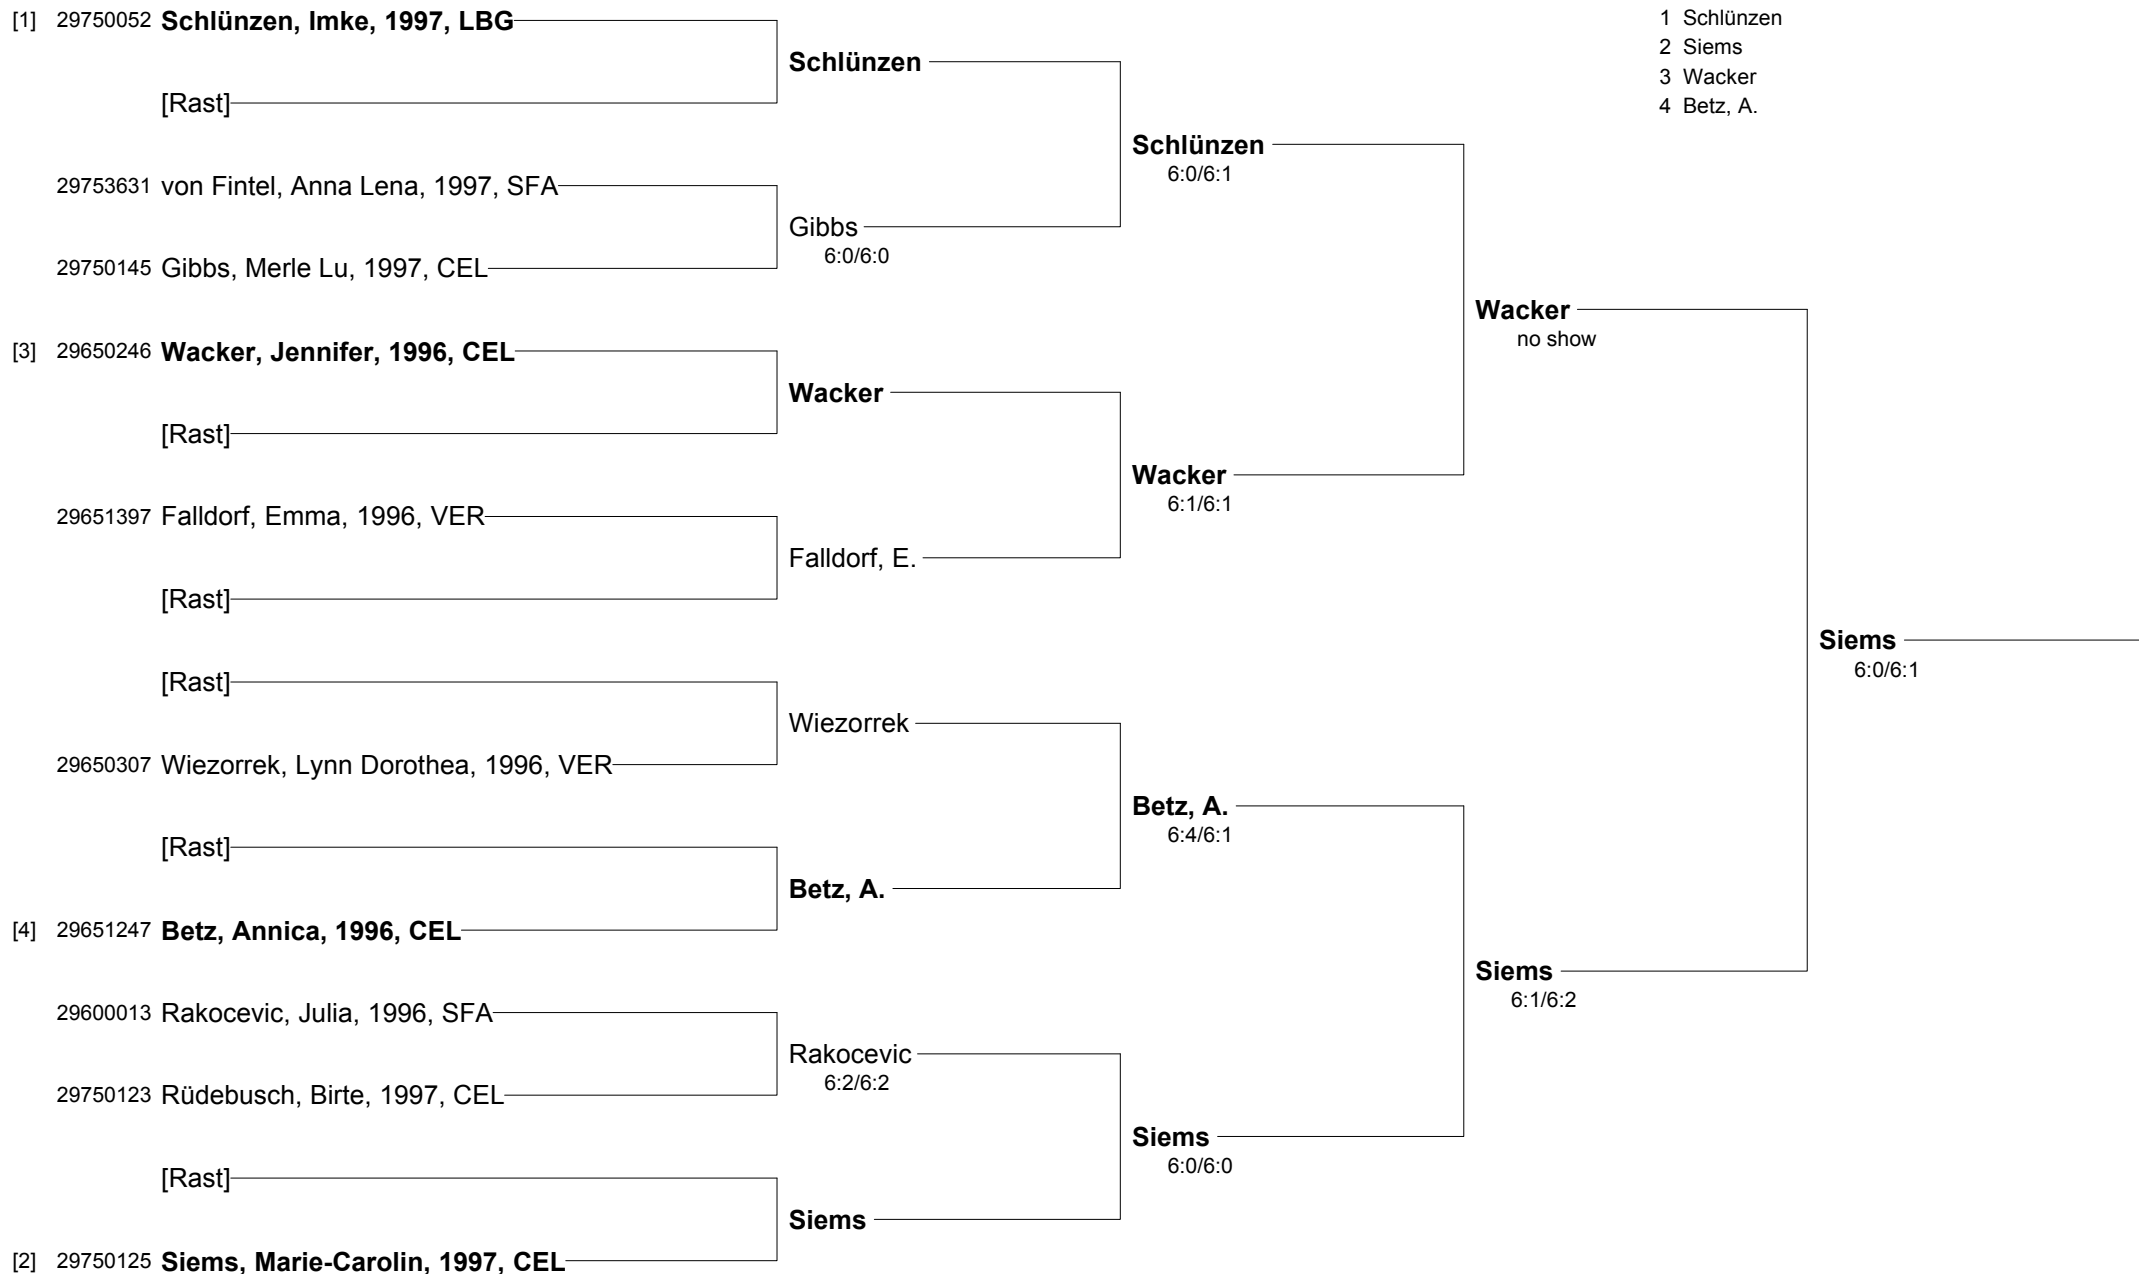 [1] 29750052 Schlünzen, Imke, 1997, LBG
1 Schlünzen
2 Siems
3 Wacker
4 Betz, A.
Schlünzen
[Rast]
Schlünzen
6:0/6:1
29753631 von Fintel, Anna Lena, 1997, SFA
Gibbs
6:0/6:0
29750145 Gibbs, Merle Lu, 1997, CEL
Wacker
no show
[3] 29650246 Wacker, Jennifer, 1996, CEL
Wacker
[Rast]
Wacker
6:1/6:1
29651397 Falldorf, Emma, 1996, VER
Falldorf, E.
[Rast]
Siems
6:0/6:1
[Rast]
Wiezorrek
29650307 Wiezorrek, Lynn Dorothea, 1996, VER
Betz, A.
6:4/6:1
[Rast]
Betz, A.
[4] 29651247 Betz, Annica, 1996, CEL
Siems
6:1/6:2
29600013 Rakocevic, Julia, 1996, SFA
Rakocevic
6:2/6:2
29750123 Rüdebusch, Birte, 1997, CEL
Siems
6:0/6:0
[Rast]
Siems
[2] 29750125 Siems, Marie-Carolin, 1997, CEL